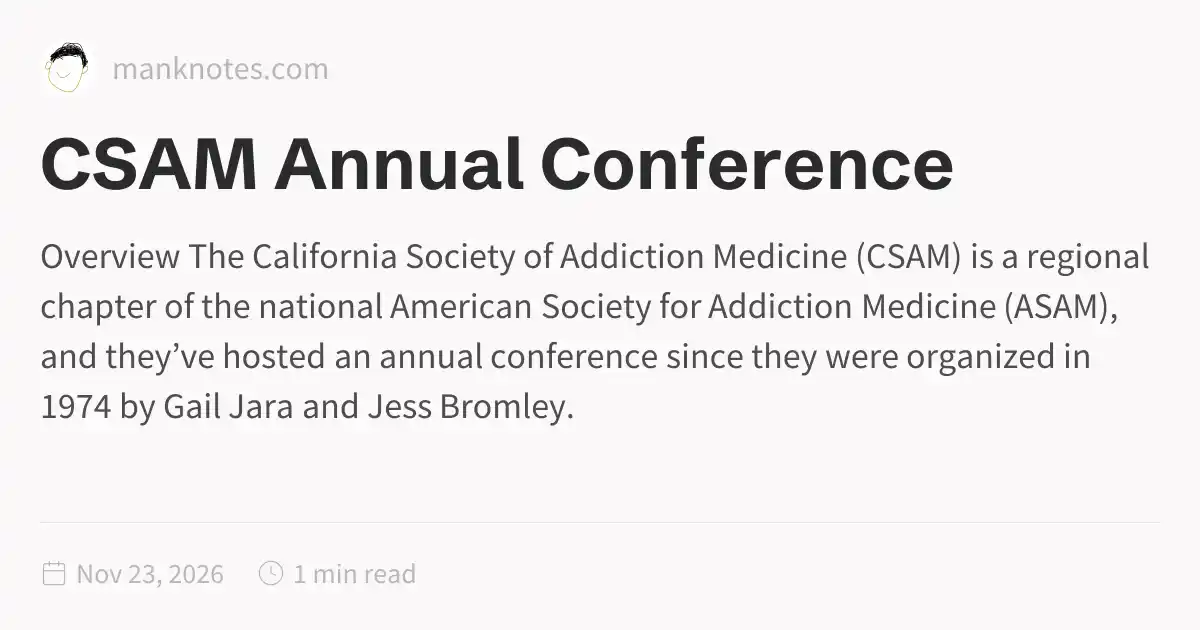 manknotes.com
CSAM Annual Conference
Overview The California Society of Addiction Medicine (CSAM) is a regional
chapter of the national American Society for Addiction Medicine (ASAM),
and they’ve hosted an annual conference since they were organized in
1974 by Gail Jara and Jess Bromley.
Nov 23, 2026 1 min read